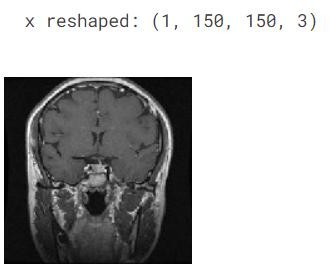 x reshaped: (1, 150, 150, 3)